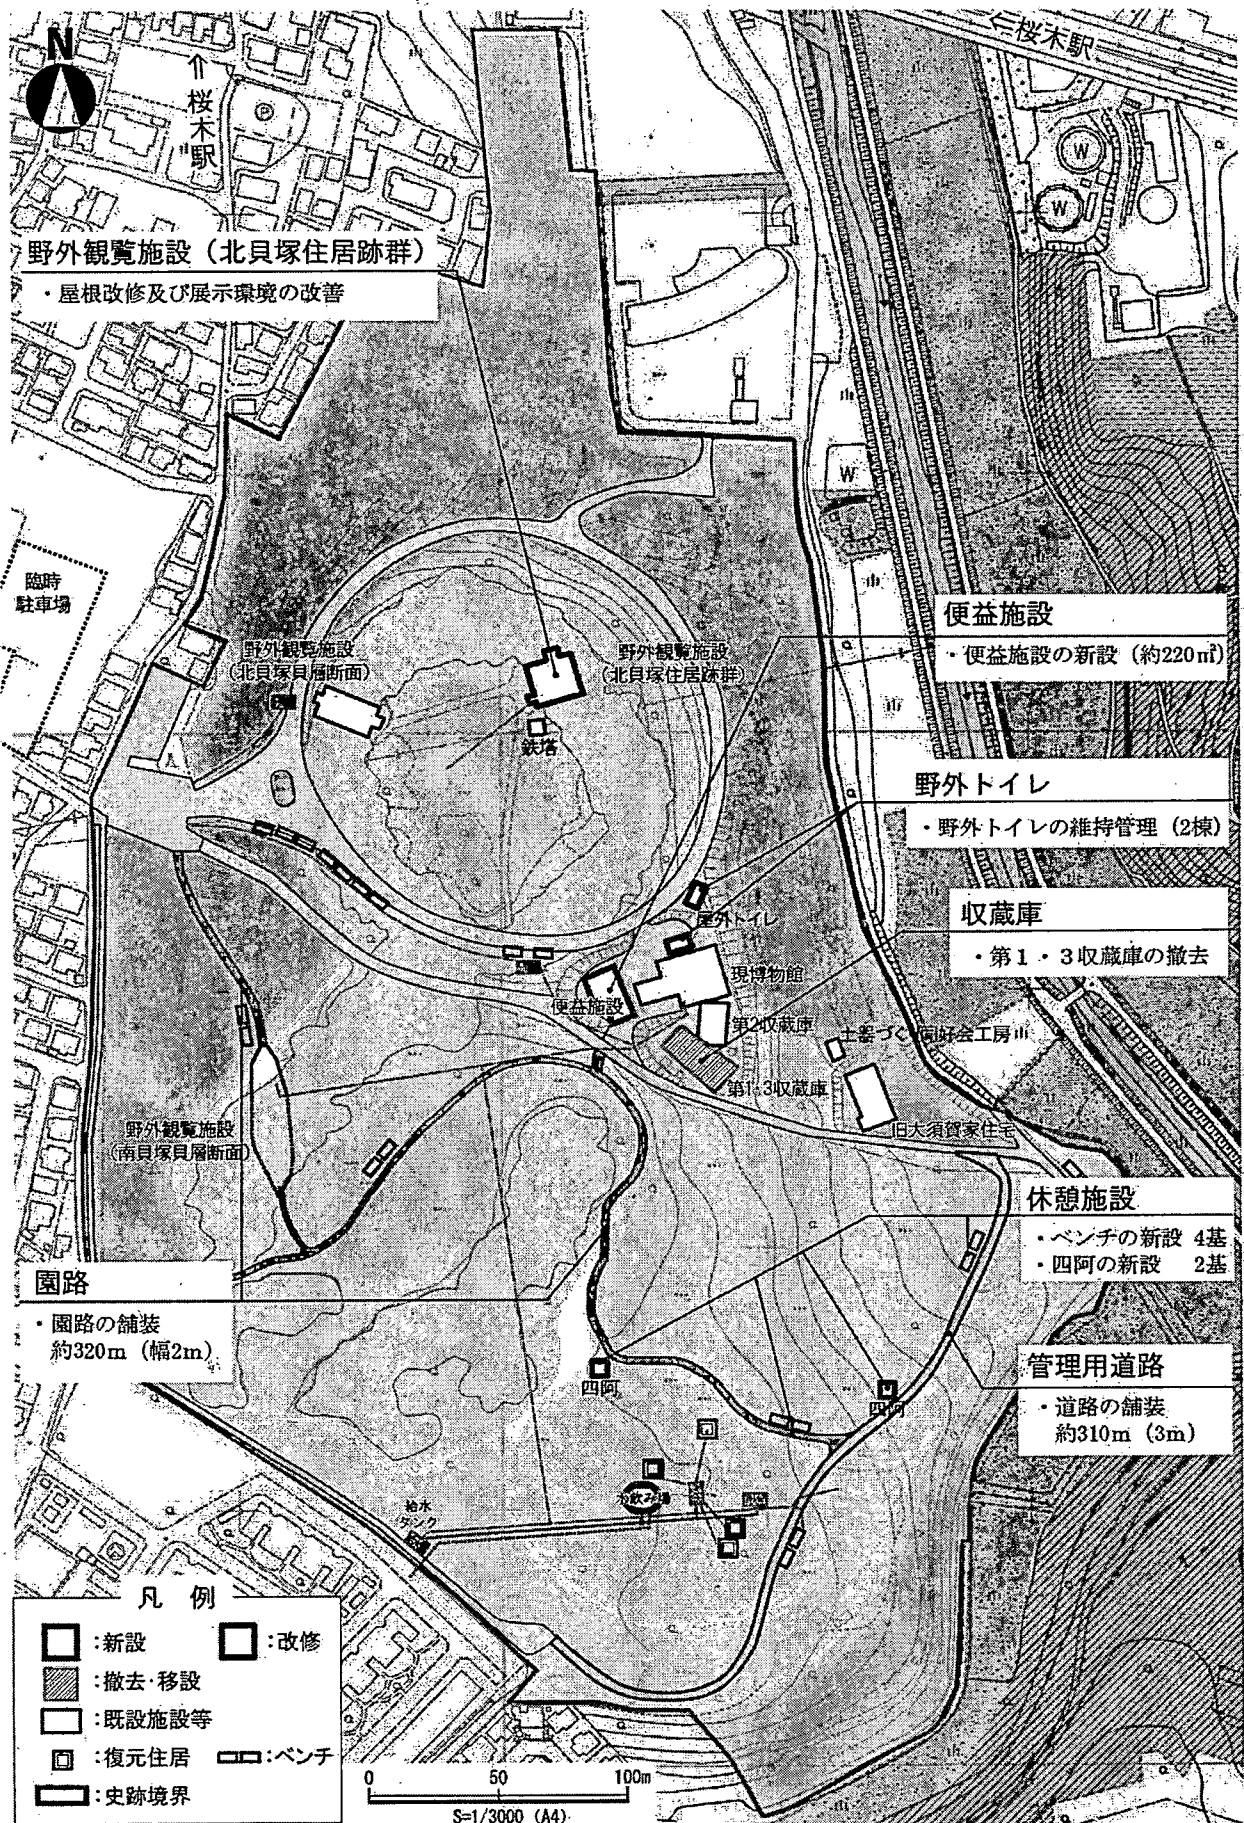 N
⇐桜木駅
⇑桜木駅
P
W
W
野外観覧施設（北貝塚住居跡群）
・屋根改修及び展示環境の改善
W
臨時
駐車場
便益施設
・便益施設の新設（約220㎡）
野外観覧施設
（北貝塚貝層断面）
野外観覧施設
（北貝塚住居跡群）
鉄塔
野外トイレ
・野外トイレの維持管理（2棟）
収蔵庫
・第1・3収蔵庫の撤去
屋外トイレ
現博物館
便益施設
第2収蔵庫
土器づくり同好会工房
第1・3収蔵庫
旧大須賀家住宅
野外観覧施設
（南貝塚貝層断面）
休憩施設
・ベンチの新設 4基
・四阿の新設 2基
園路
・園路の舗装
約320m（幅2m）
管理用道路
・道路の舗装
約310m（3m）
四阿
四阿
水飲み場
給水
タンク
凡 例
:新設
:改修
:撤去・移設
:既設施設等
:復元住居
:ベンチ
:史跡境界
0 50 100m
S=1/3000 (A4)